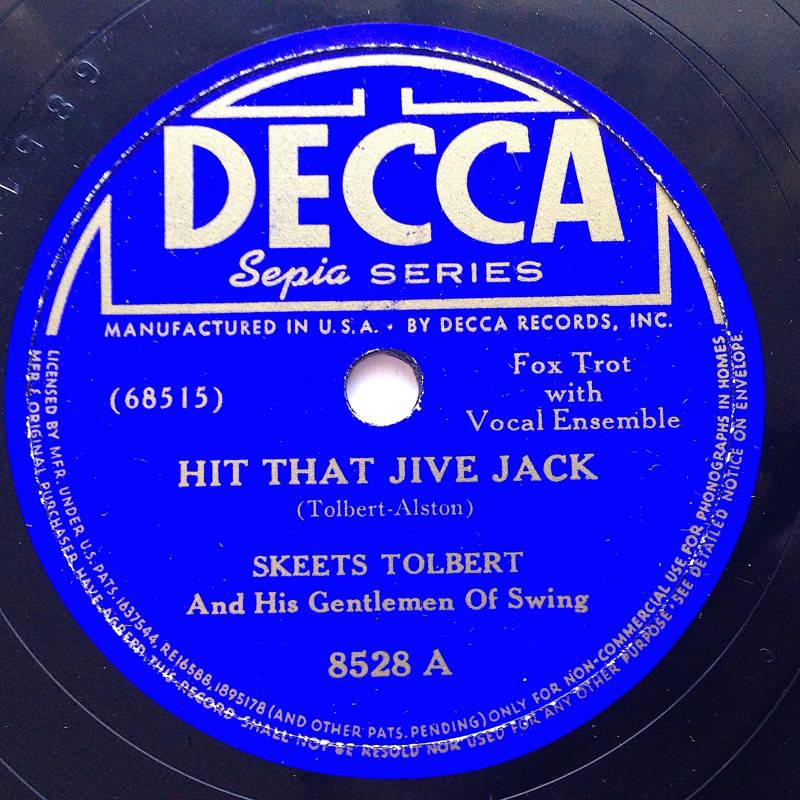 DECCA
Sepia SERIES
MANUFACTURED IN U.S.A. • BY DECCA RECORDS, INC.
(68515)
Fox Trot
with
Vocal Ensemble
HIT THAT JIVE JACK
(Tolbert-Alston)
SKEETS TOLBERT
And His Gentlemen Of Swing
8528 A
LICENSED BY MFR. UNDER U.S. PATS. 1637544, RE16588, 1895178 (AND OTHER PATS. PENDING) ONLY FOR NON-COMMERCIAL USE FOR PHONOGRAPHS IN HOMES
MFR. & ORIGINAL PURCHASER HAVE AGREED THIS RECORD SHALL NOT BE RESOLD NOR USED FOR ANY OTHER PURPOSE • SEE DETAILED NOTICE ON ENVELOPE